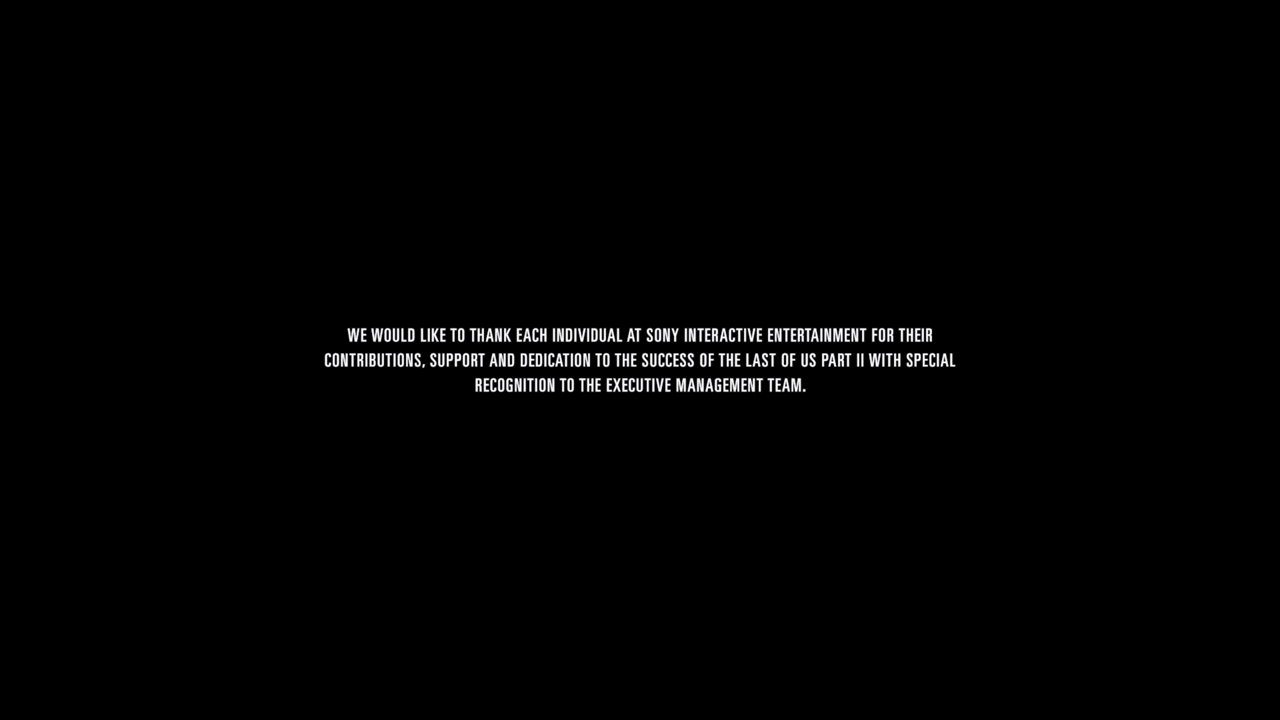 WE WOULD LIKE TO THANK EACH INDIVIDUAL AT SONY INTERACTIVE ENTERTAINMENT FOR THEIR
CONTRIBUTIONS, SUPPORT AND DEDICATION TO THE SUCCESS OF THE LAST OF US PART II WITH SPECIAL
RECOGNITION TO THE EXECUTIVE MANAGEMENT TEAM.